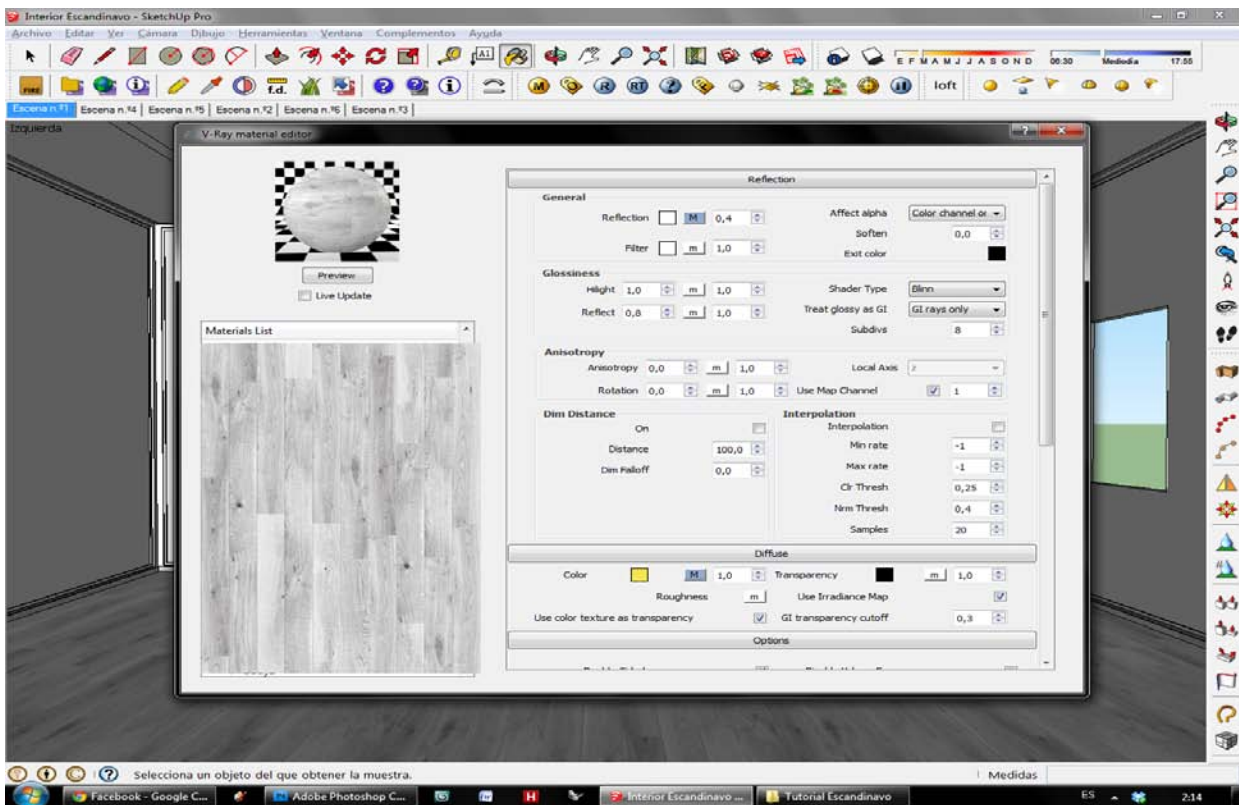 Interior Escandinavo - SketchUp Pro
Archivo Editar Ver Cámara Dibujo Herramientas Ventana Complementos Ayuda
A1
E F M A M J J A S O N D 06:30 Mediodía 17:55
FIRE f.d. M R RT loft
Escena n.º1 Escena n.º4 Escena n.º5 Escena n.º2 Escena n.º6 Escena n.º3
Izquierda
V-Ray material editor
Preview
Live Update
Materials List
Reflection
General
Reflection M 0,4 Affect alpha Color channel or
Soften 0,0
Filter m 1,0
Exit color
Glossiness
Hilight 1,0 m 1,0 Shader Type Blinn
Reflect 0,8 m 1,0 Treat glossy as GI GI rays only
Subdivs 8
Anisotropy
Anisotropy 0,0 m 1,0 Local Axis z
Rotation 0,0 m 1,0 Use Map Channel 1
Dim Distance Interpolation
On Interpolation
Distance 100,0 Min rate -1
Dim Falloff 0,0 Max rate -1
Clr Thresh 0,25
Nrm Thresh 0,4
Samples 20
Diffuse
Color M 1,0 Transparency m 1,0
Roughness m Use Irradiance Map
Use color texture as transparency GI transparency cutoff 0,3
Options
Selecciona un objeto del que obtener la muestra. Medidas
Facebook - Google C... Adobe Photoshop C... H Interior Escandinavo ... Tutorial Escandinavo ES 2:14